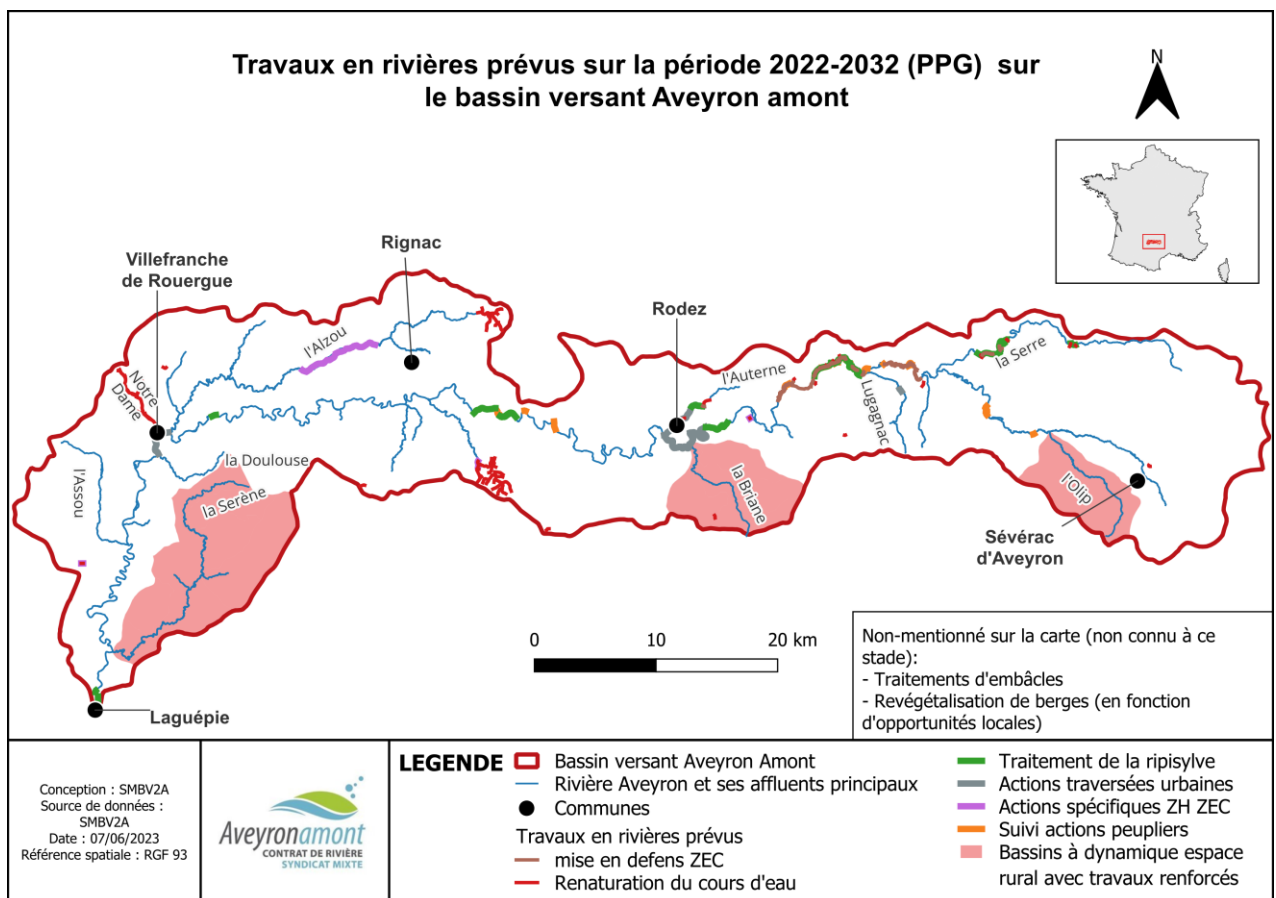 Travaux en rivières prévus sur la période 2022-2032 (PPG) sur
le bassin versant Aveyron amont
N
Villefranche
de Rouergue
Rignac
Rodez
l'Alzou
Notre
Dame
l'Auterne
la Serre
Lugagnac
l'Assou
la Doulouse
la Serène
la Briane
l'Olip
Sévérac
d'Aveyron
Laguépie
0 10 20 km
Non-mentionné sur la carte (non connu à ce
stade):
- Traitements d'embâcles
- Revégétalisation de berges (en fonction
d'opportunités locales)
Conception : SMBV2A
Source de données :
SMBV2A
Date : 07/06/2023
Référence spatiale : RGF 93
Aveyronamont
CONTRAT DE RIVIÈRE
SYNDICAT MIXTE
LEGENDE
Bassin versant Aveyron Amont
Rivière Aveyron et ses affluents principaux
Communes
Travaux en rivières prévus
mise en defens ZEC
Renaturation du cours d'eau
Traitement de la ripisylve
Actions traversées urbaines
Actions spécifiques ZH ZEC
Suivi actions peupliers
Bassins à dynamique espace
rural avec travaux renforcés